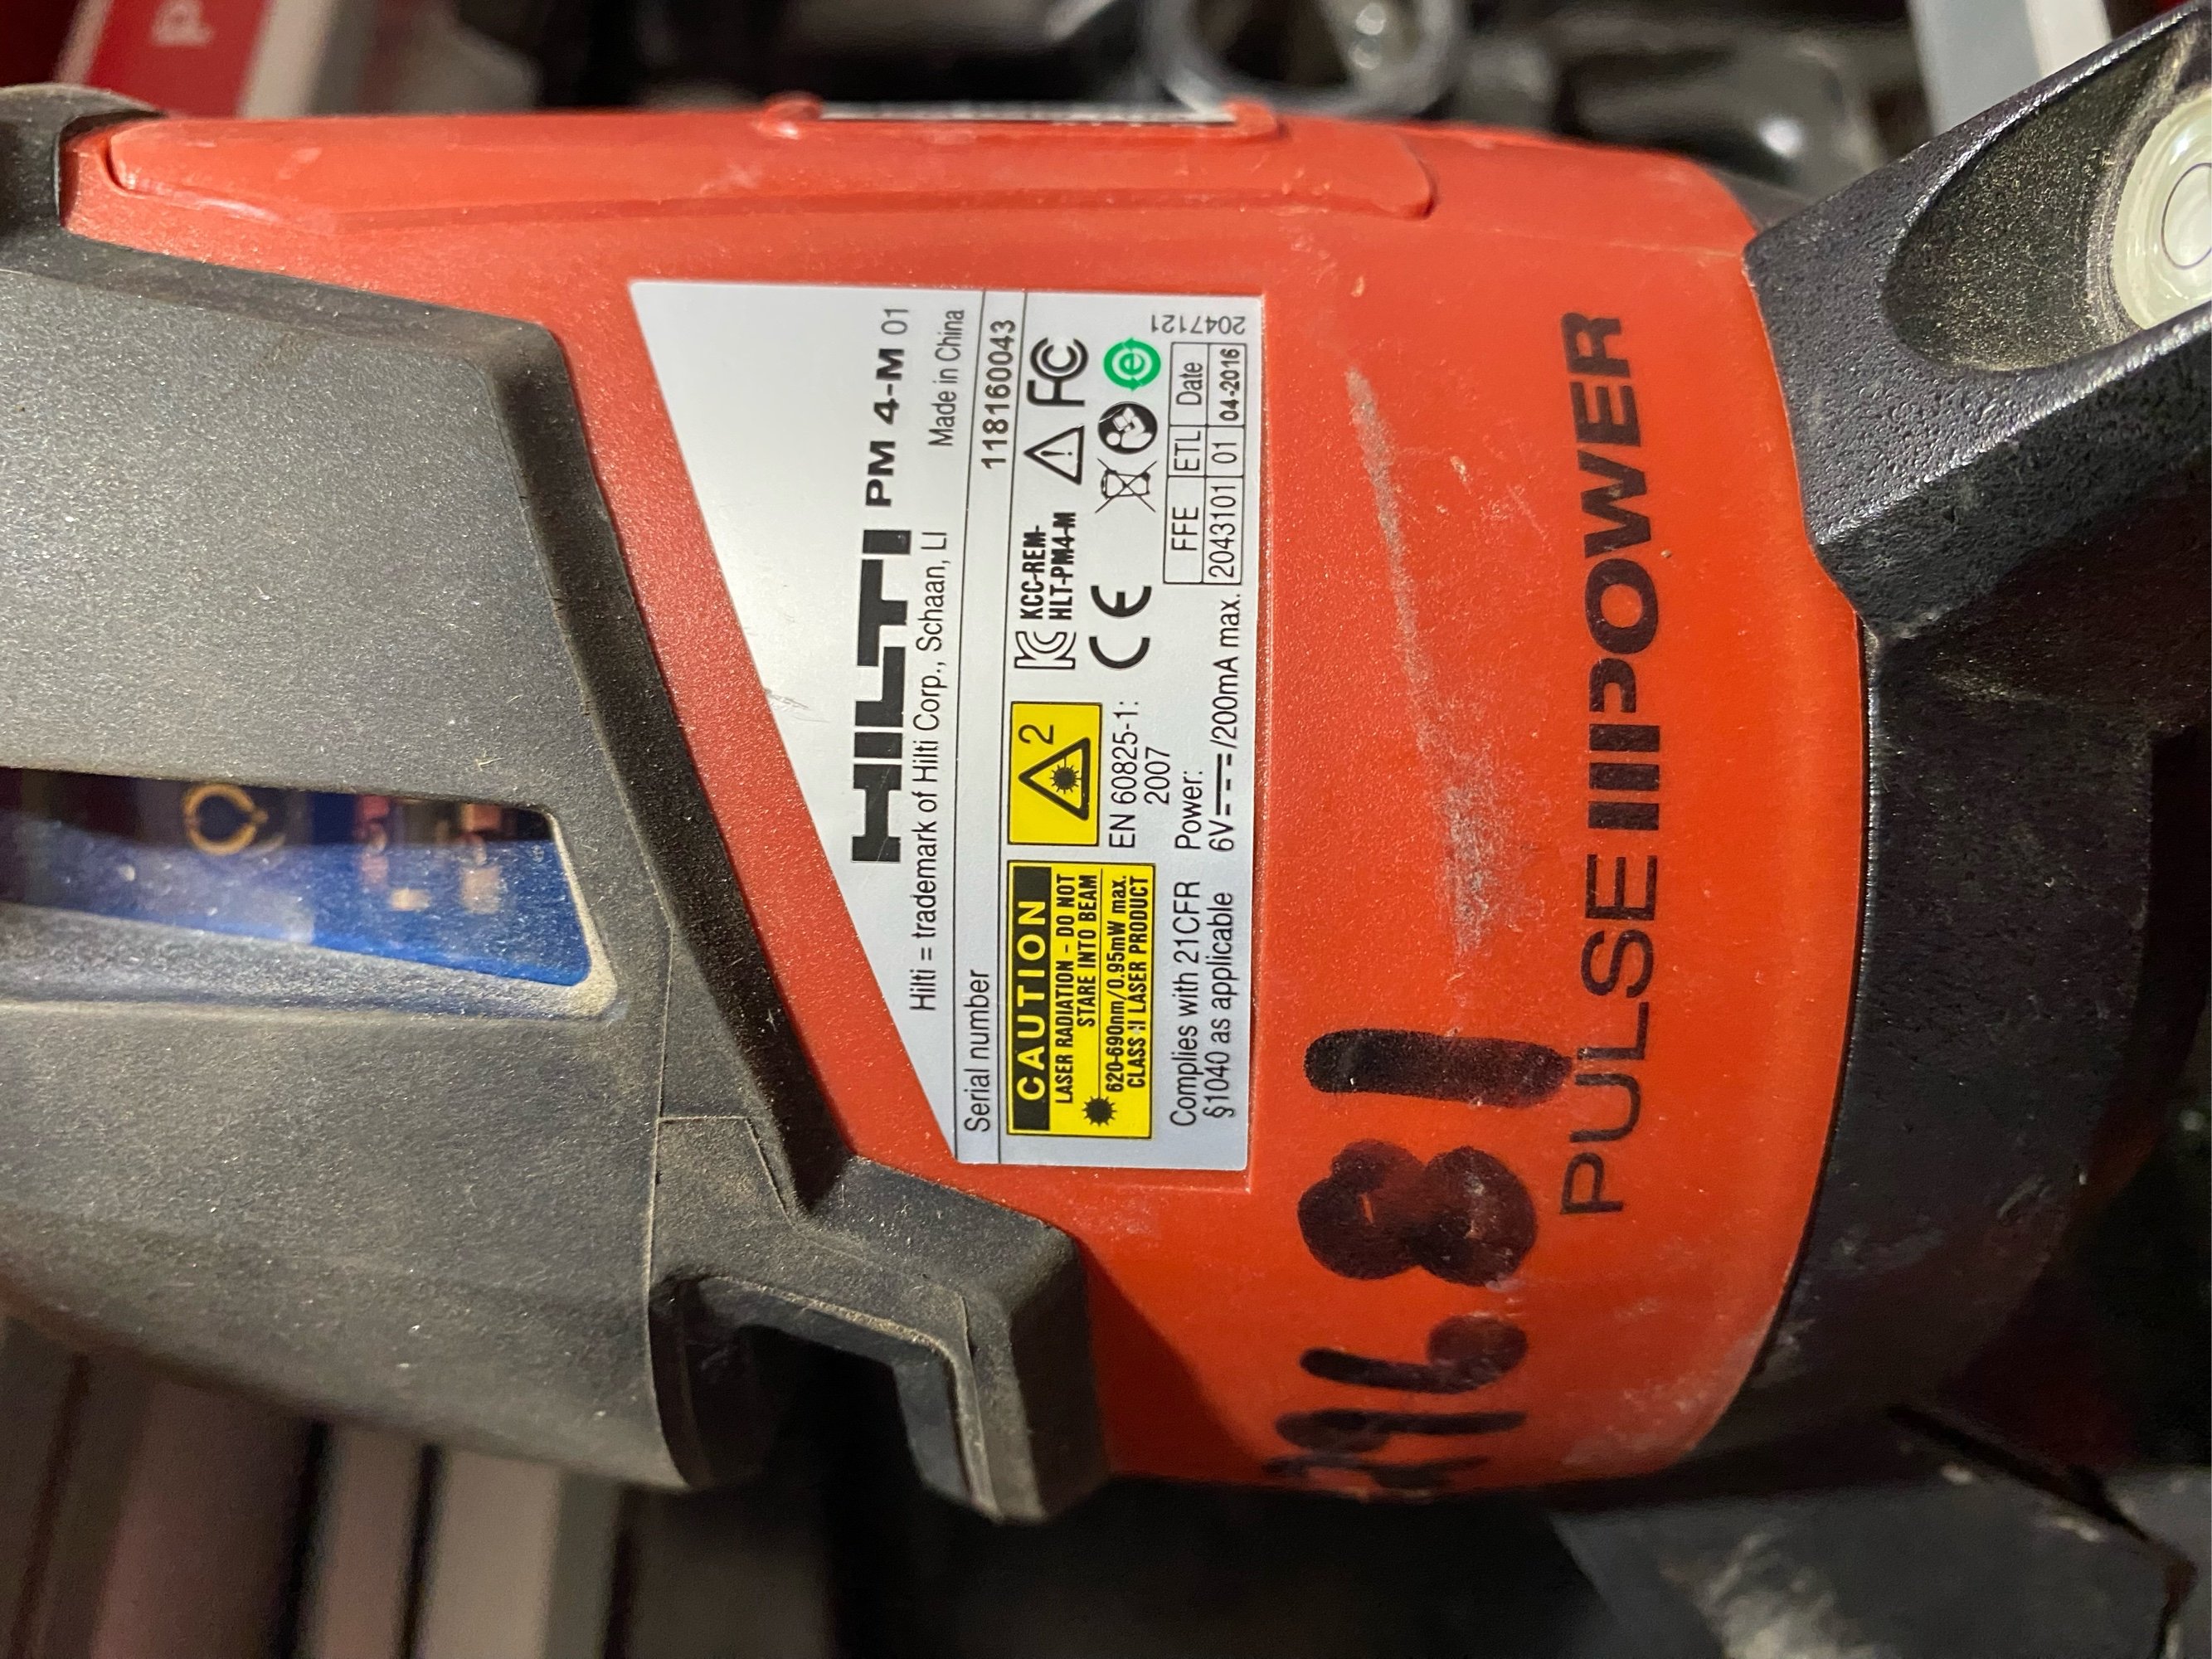 HILTI PM 4-M 01
Hilti = trademark of Hilti Corp., Schaan, LI Made in China
Serial number 118160043
CAUTION
LASER RADIATION - DO NOT
STARE INTO BEAM
620-690nm/0.95mW max.
CLASS II LASER PRODUCT
2
EN 60825-1:
2007
KCC-REM-
HLT-PM4-M
CE
FC
e
Complies with 21CFR
§1040 as applicable
Power:
6V⎓/200mA max.
FFE ETL Date
2043101 01 04-2016
2047121
PULSE POWER
9681
P